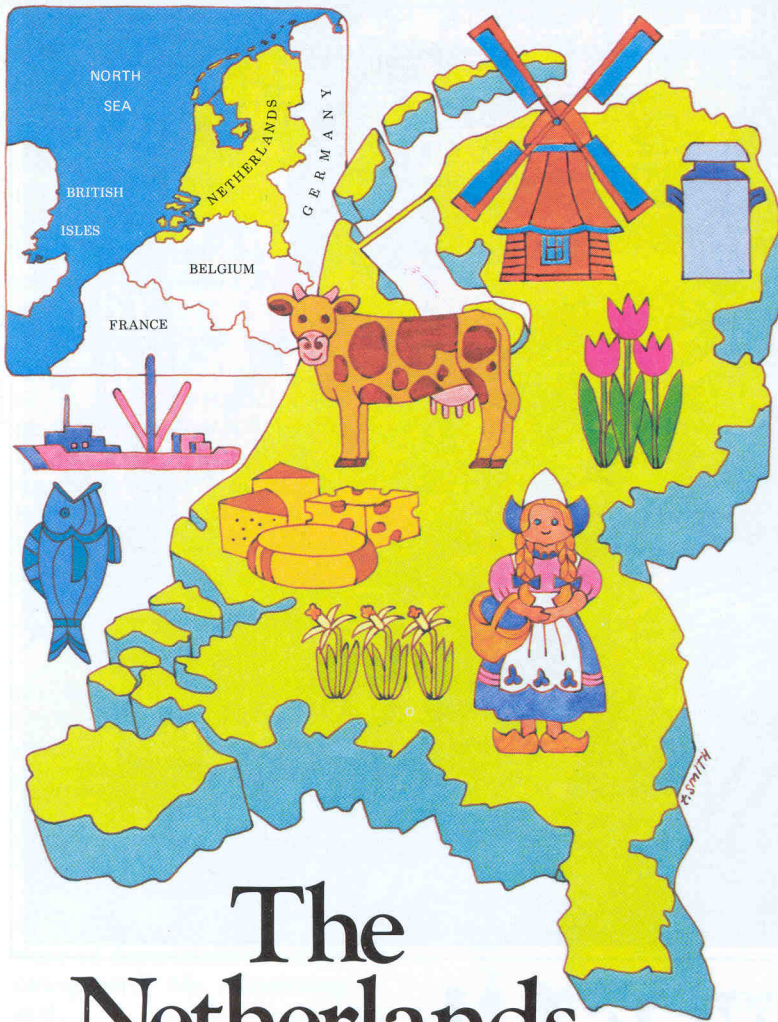 NORTH
SEA
NETHERLANDS
GERMANY
BRITISH
ISLES
BELGIUM
FRANCE
t. SMITH
The
Netherlands